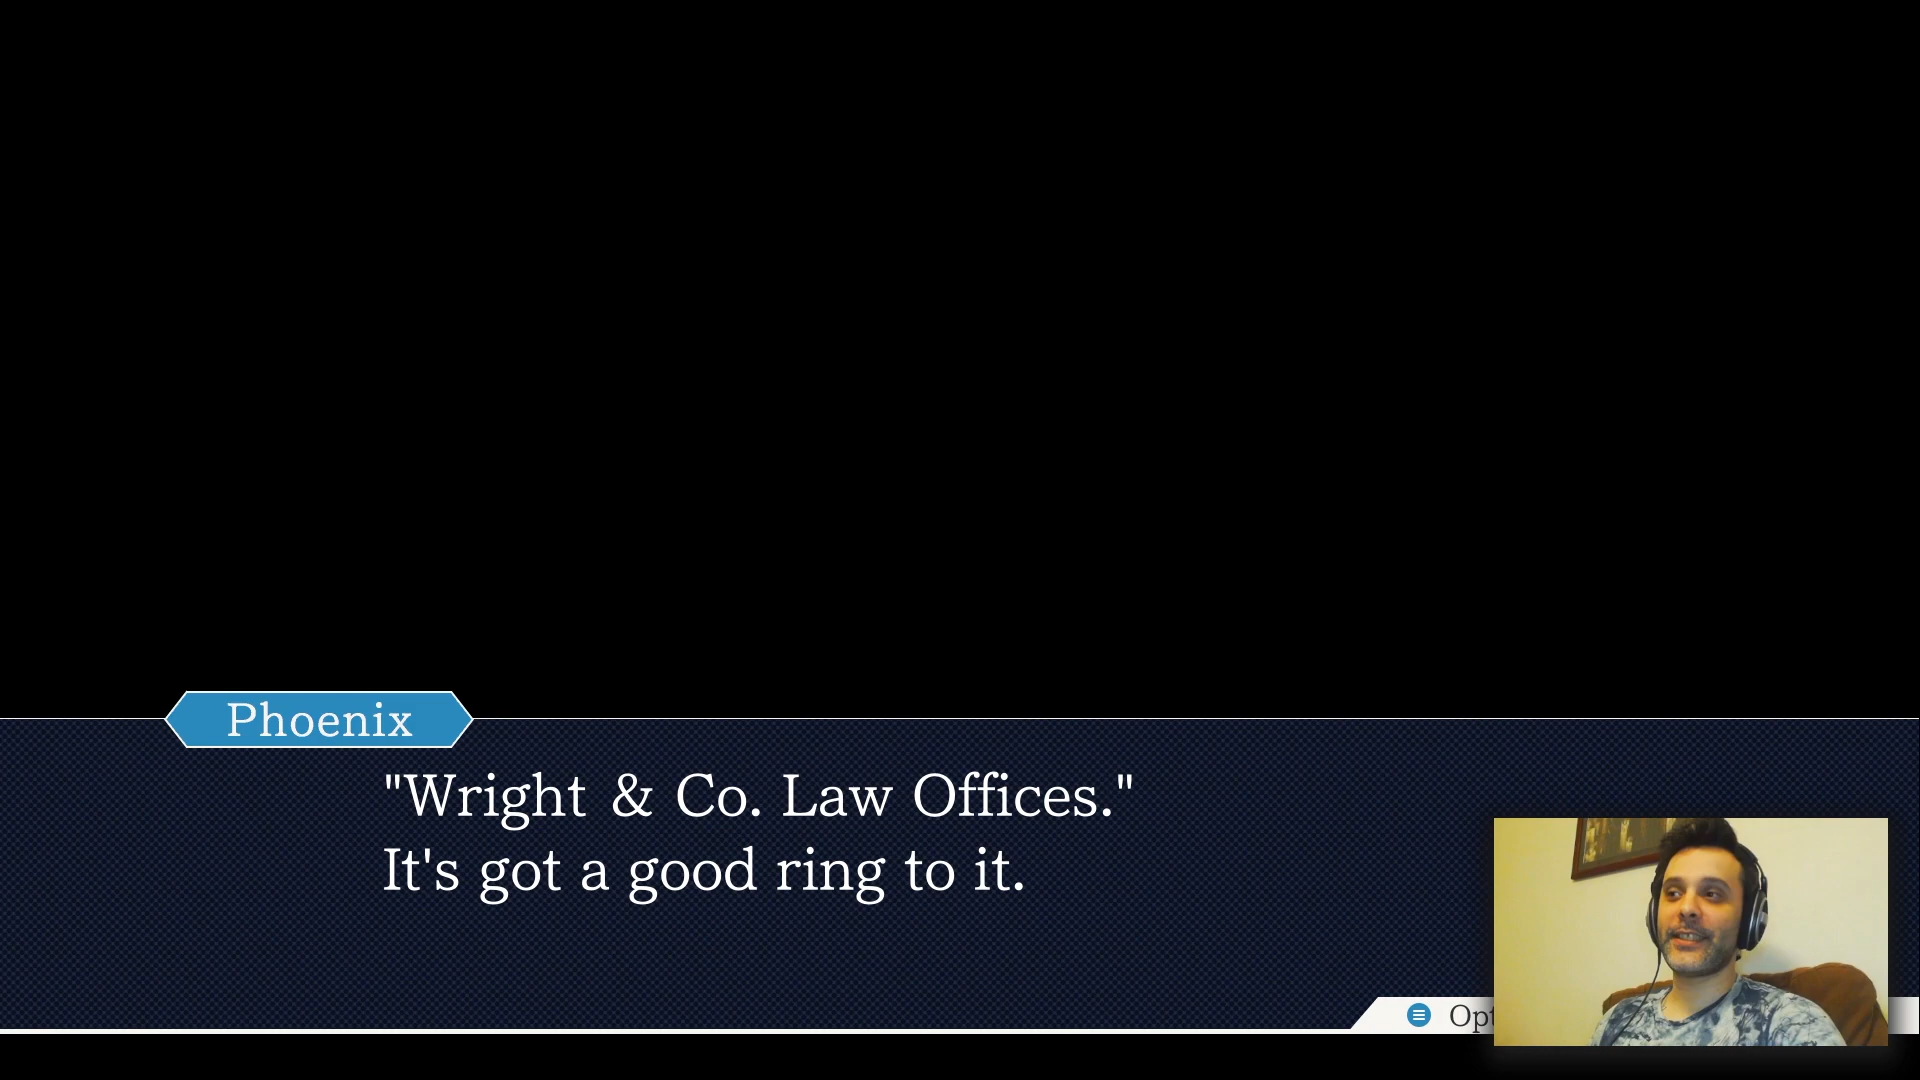 Phoenix
"Wright & Co. Law Offices."
It's got a good ring to it.
Opt